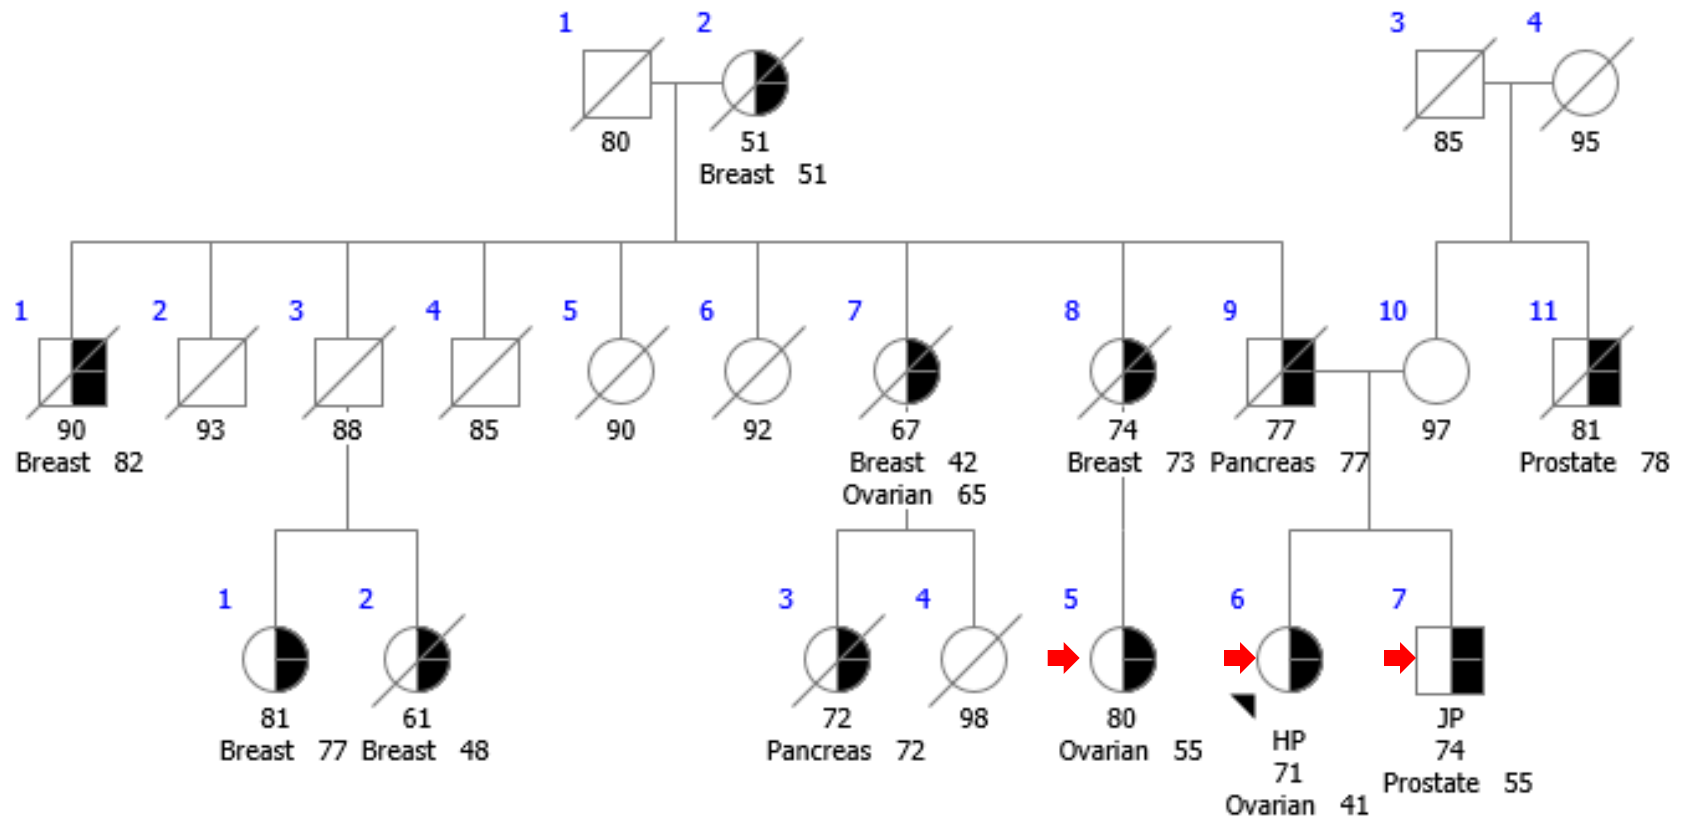 1 2 3 4
80 51 85 95
Breast 51
1 2 3 4 5 6 7 8 9 10 11
90 93 88 85 90 92 67 74 77 97 81
Breast 82 Breast 42 Breast 73 Pancreas 77 Prostate 78
Ovarian 65
1 2 3 4 5 6 7
81 61 72 98 80 HP JP
Breast 77 Breast 48 Pancreas 72 Ovarian 55 71 74
Ovarian 41 Prostate 55